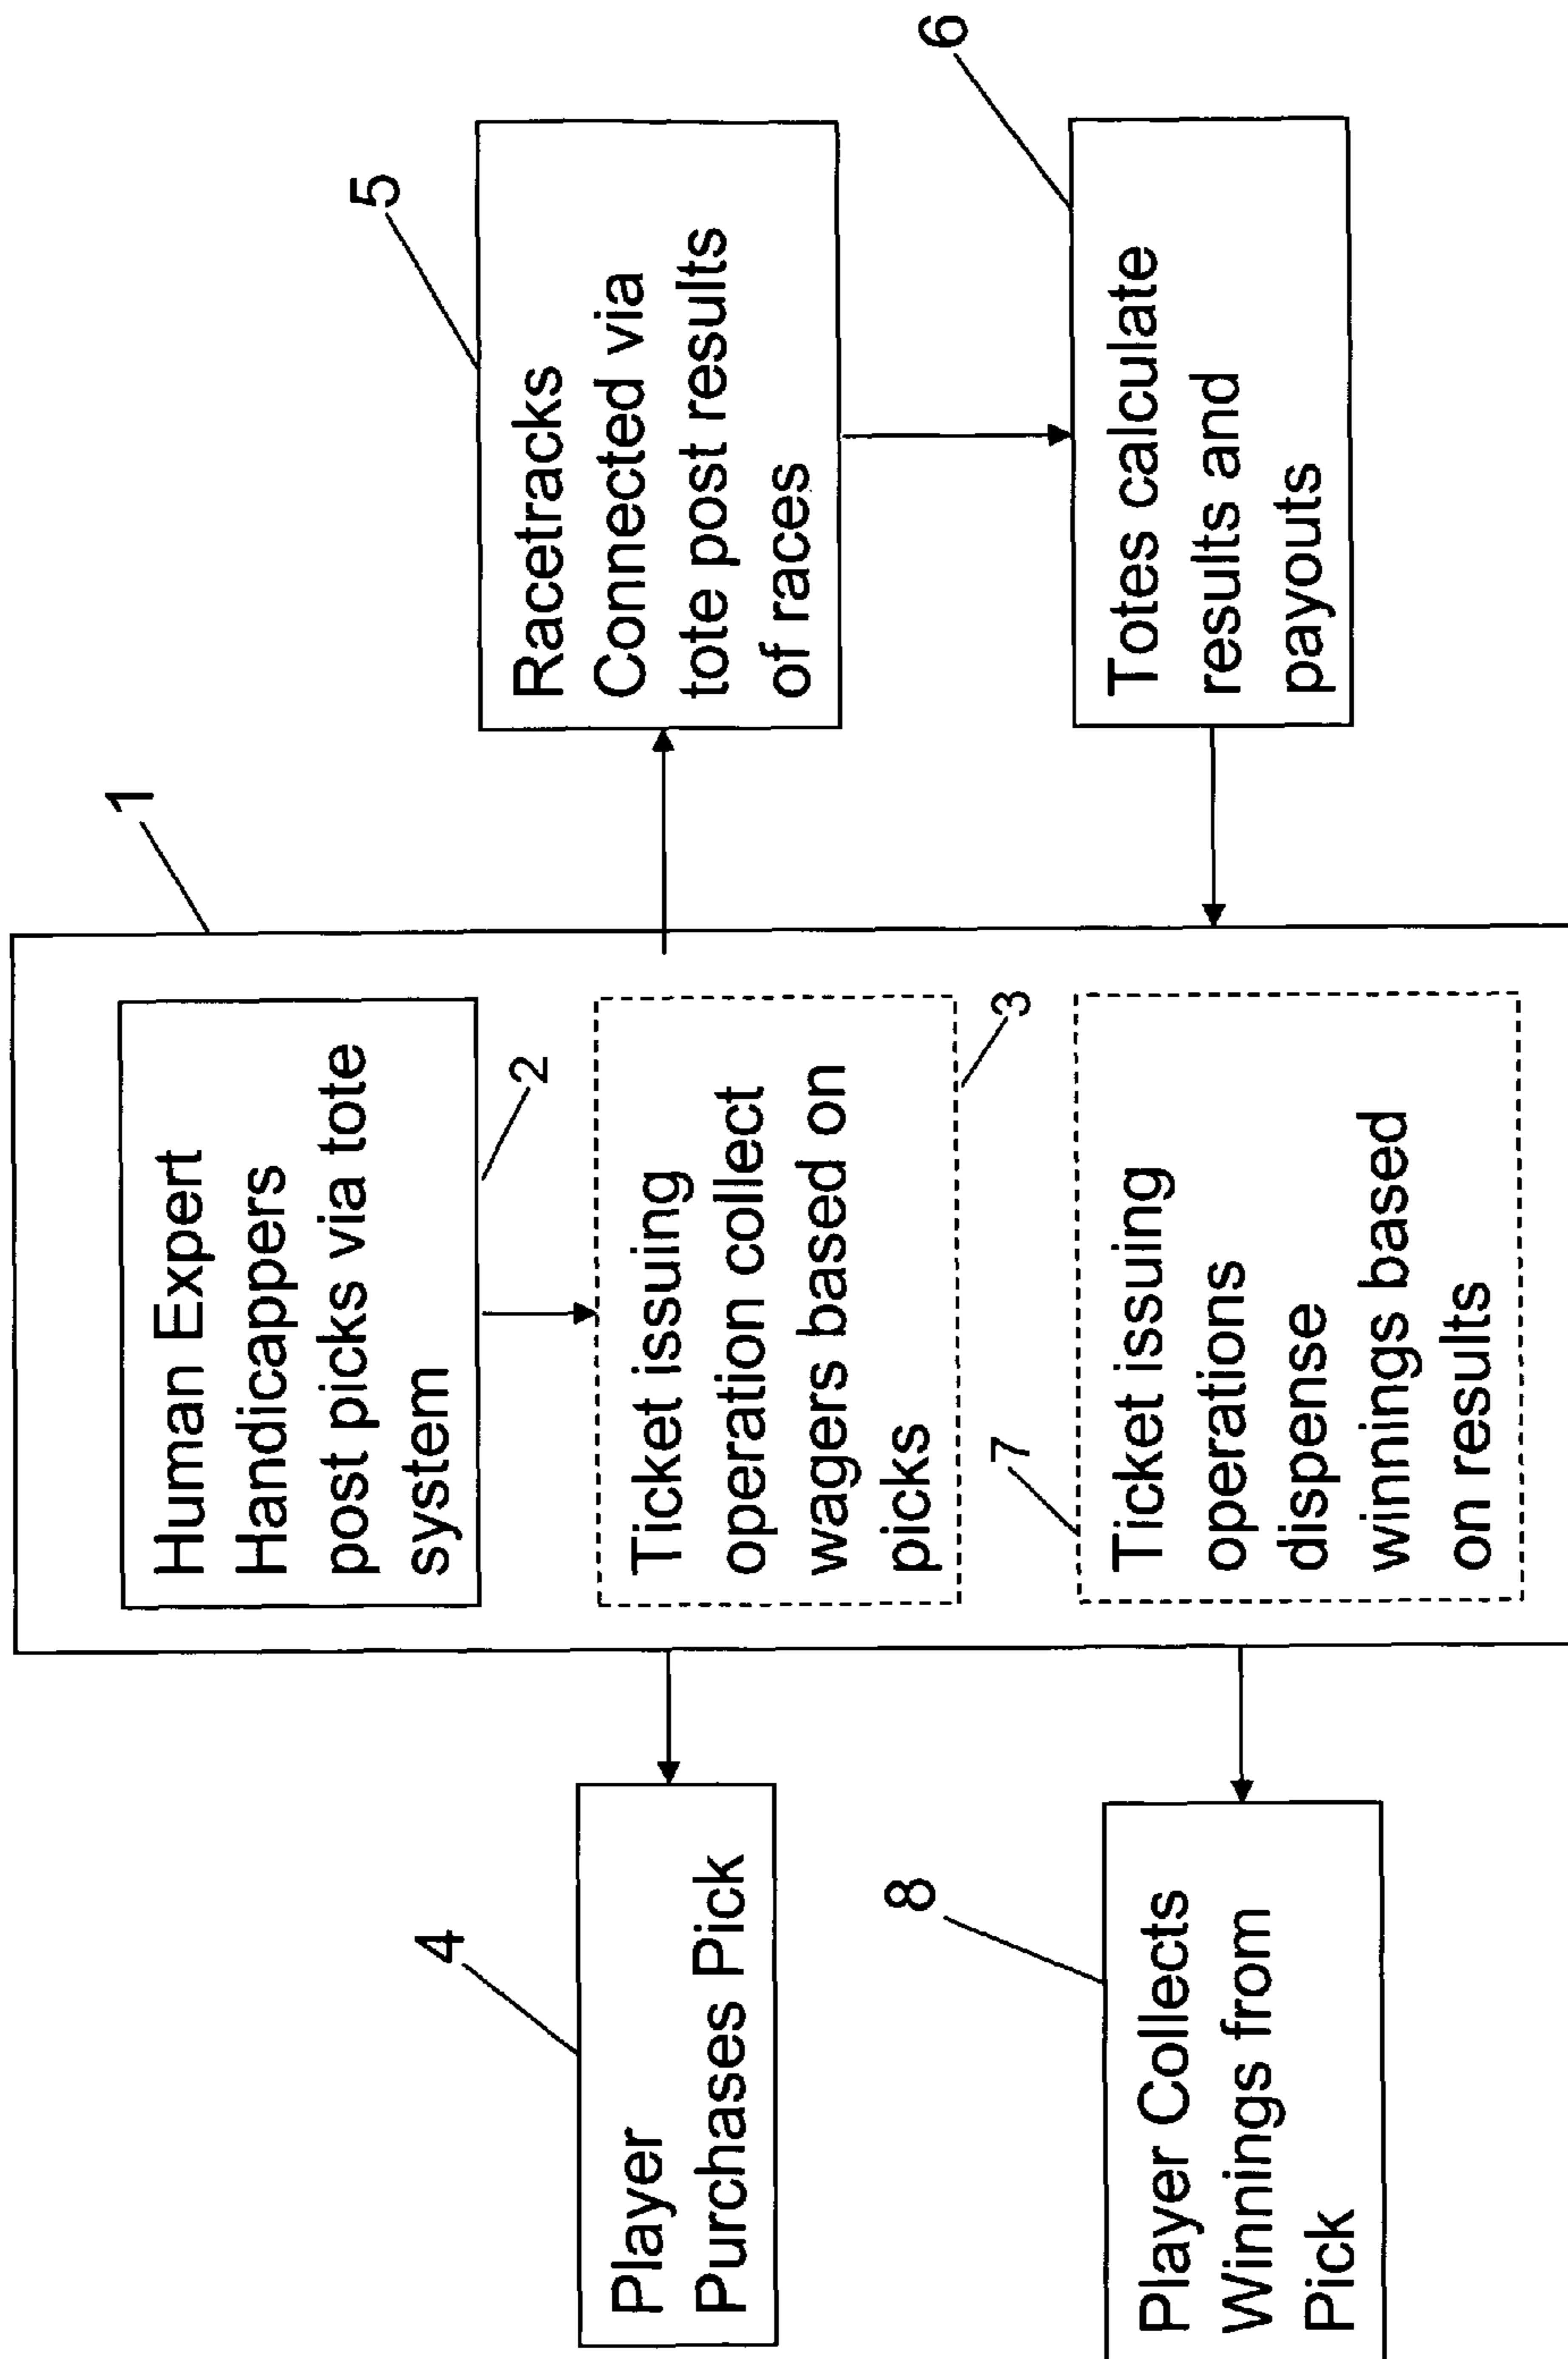 1
Human Expert
Handicappers
post picks via tote
system
2
Ticket issuing
operation collect
wagers based on
picks
3
7
Ticket issuing
operations
dispense
winnings based
on results
4
Player
Purchases Pick
8
Player Collects
Winnings from
Pick
5
Racetracks
Connected via
tote post results
of races
6
Totes calculate
results and
payouts